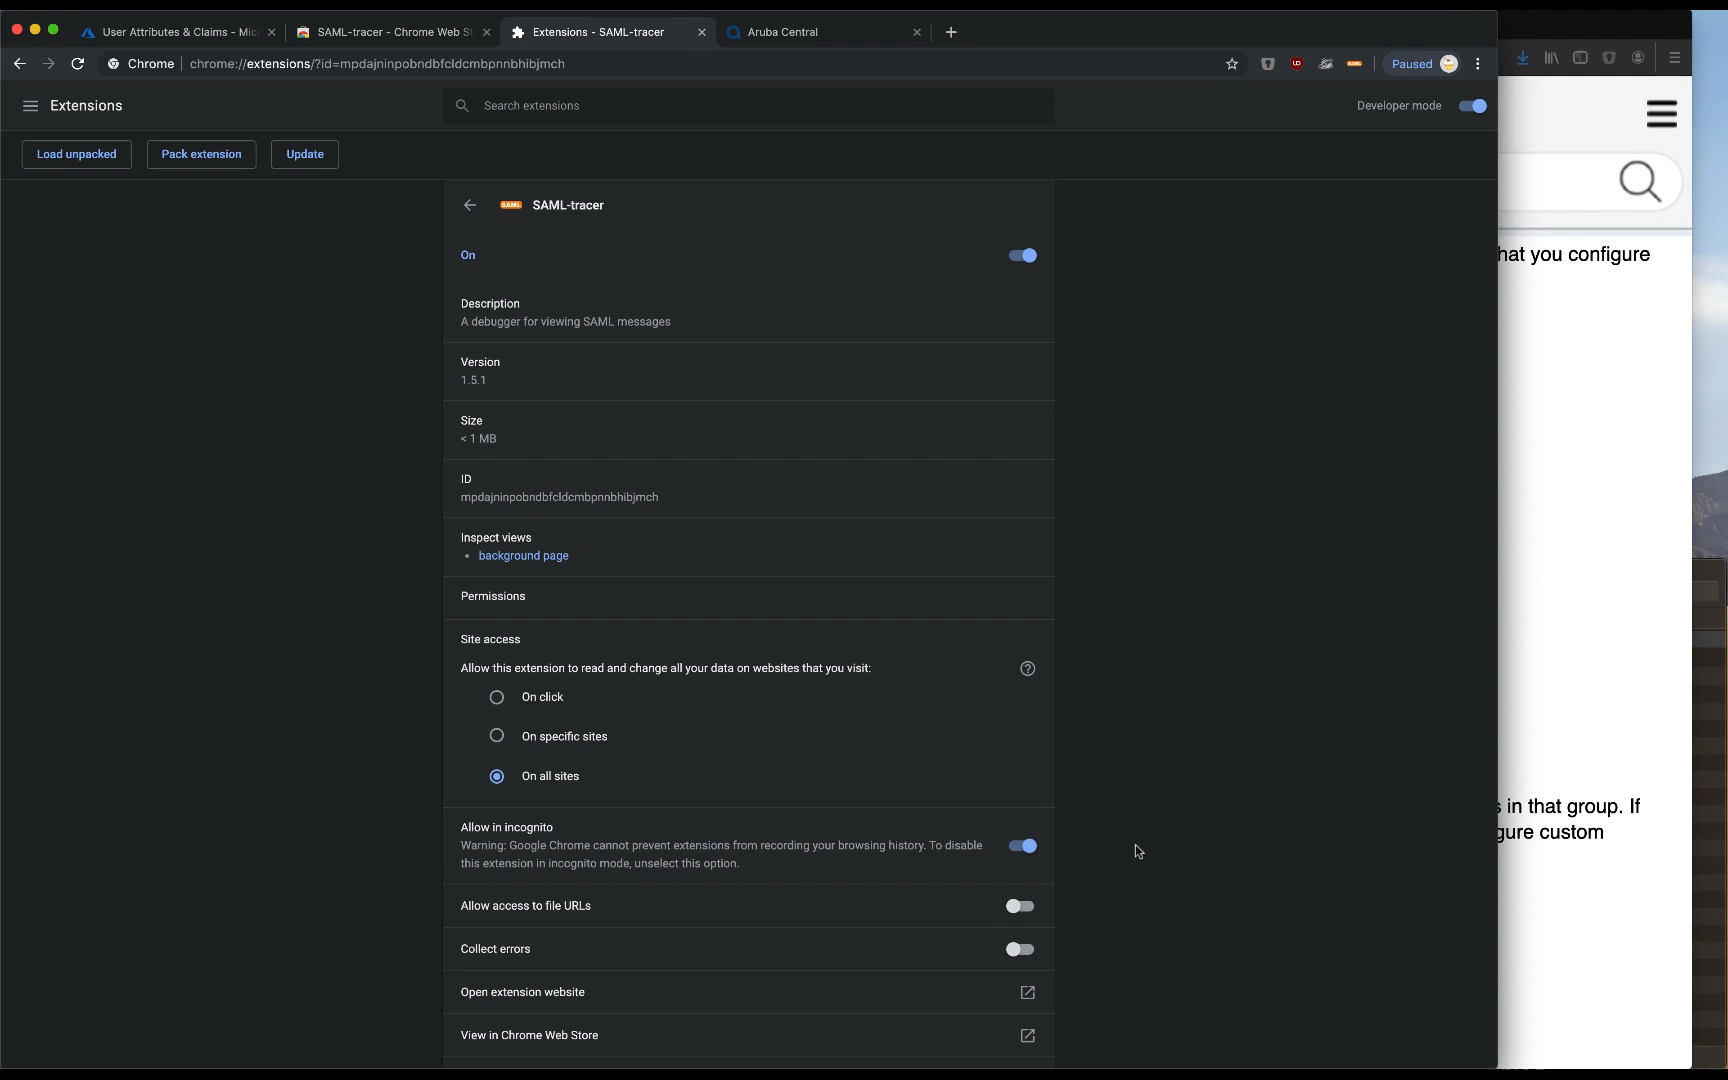 User Attributes & Claims - Mic
SAML-tracer - Chrome Web St
Extensions - SAML-tracer
Aruba Central
Chrome
chrome://extensions/?id=mpdajninpobndbfcldcmbpnnbhibjmch
Paused
Extensions
Search extensions
Developer mode
Load unpacked
Pack extension
Update
SAML
SAML-tracer
On
Description
A debugger for viewing SAML messages
Version
1.5.1
Size
< 1 MB
ID
mpdajninpobndbfcldcmbpnnbhibjmch
Inspect views
• background page
Permissions
Site access
Allow this extension to read and change all your data on websites that you visit:
On click
On specific sites
On all sites
Allow in incognito
Warning: Google Chrome cannot prevent extensions from recording your browsing history. To disable
this extension in incognito mode, unselect this option.
Allow access to file URLs
Collect errors
Open extension website
View in Chrome Web Store
hat you configure
s in that group. If
gure custom